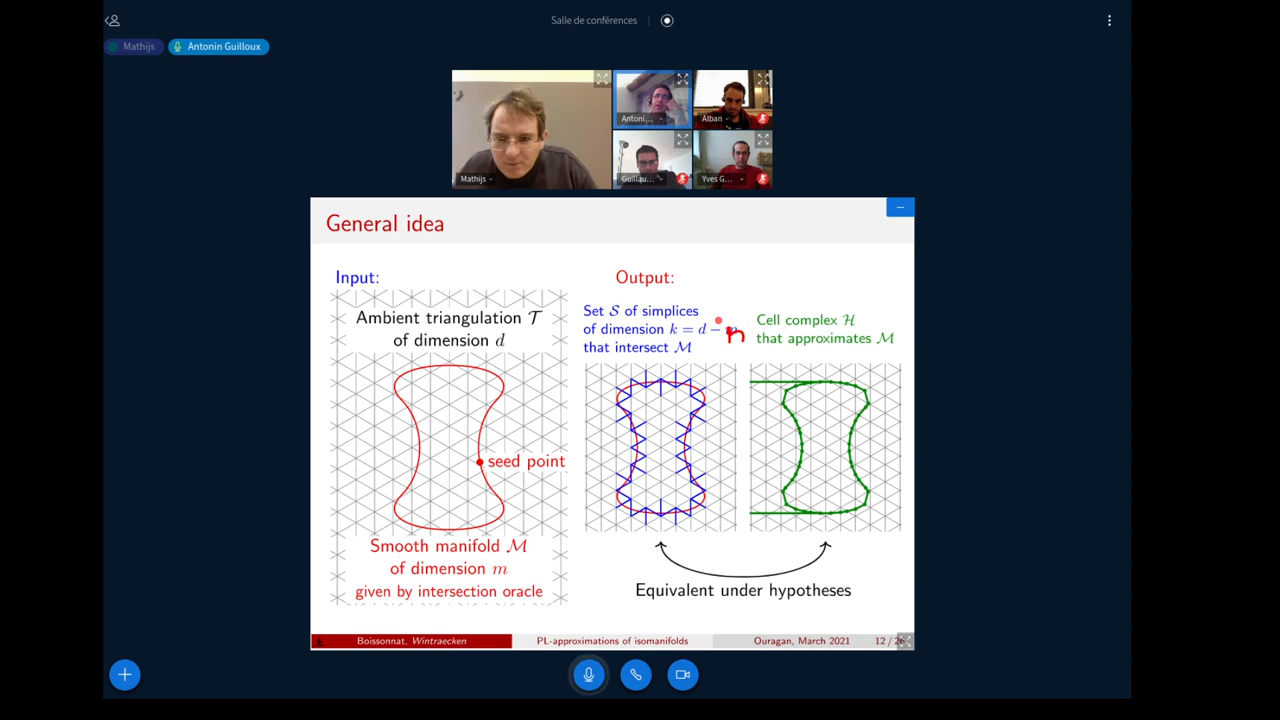 Salle de conférences
Mathijs
Antonin Guilloux
Antoni...
Alban
Mathijs
Guillau...
Yves G...
General idea
Input:
Ambient triangulation 𝒯
of dimension d
seed point
Smooth manifold ℳ
of dimension m
given by intersection oracle
Output:
Set 𝒮 of simplices
of dimension k = d − n
that intersect ℳ
Cell complex ℋ
that approximates ℳ
Equivalent under hypotheses
Boissonnat, Wintraecken
PL-approximations of isomanifolds
Ouragan, March 2021
12 /